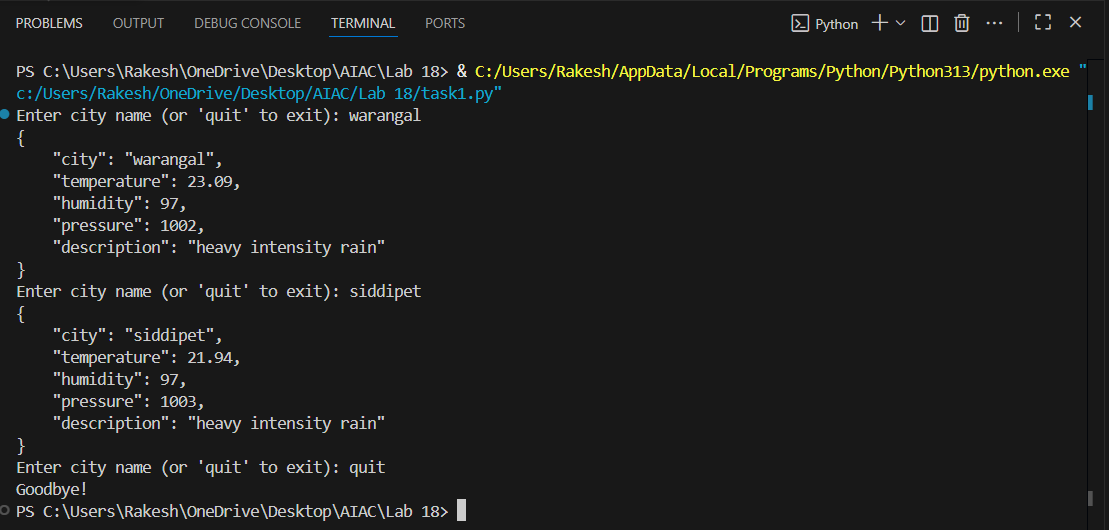 PROBLEMS OUTPUT DEBUG CONSOLE TERMINAL PORTS Python
PS C:\Users\Rakesh\OneDrive\Desktop\AIAC\Lab 18> & C:/Users/Rakesh/AppData/Local/Programs/Python/Python313/python.exe "
c:/Users/Rakesh/OneDrive/Desktop/AIAC/Lab 18/task1.py"
Enter city name (or 'quit' to exit): warangal
{
    "city": "warangal",
    "temperature": 23.09,
    "humidity": 97,
    "pressure": 1002,
    "description": "heavy intensity rain"
}
Enter city name (or 'quit' to exit): siddipet
{
    "city": "siddipet",
    "temperature": 21.94,
    "humidity": 97,
    "pressure": 1003,
    "description": "heavy intensity rain"
}
Enter city name (or 'quit' to exit): quit
Goodbye!
PS C:\Users\Rakesh\OneDrive\Desktop\AIAC\Lab 18>